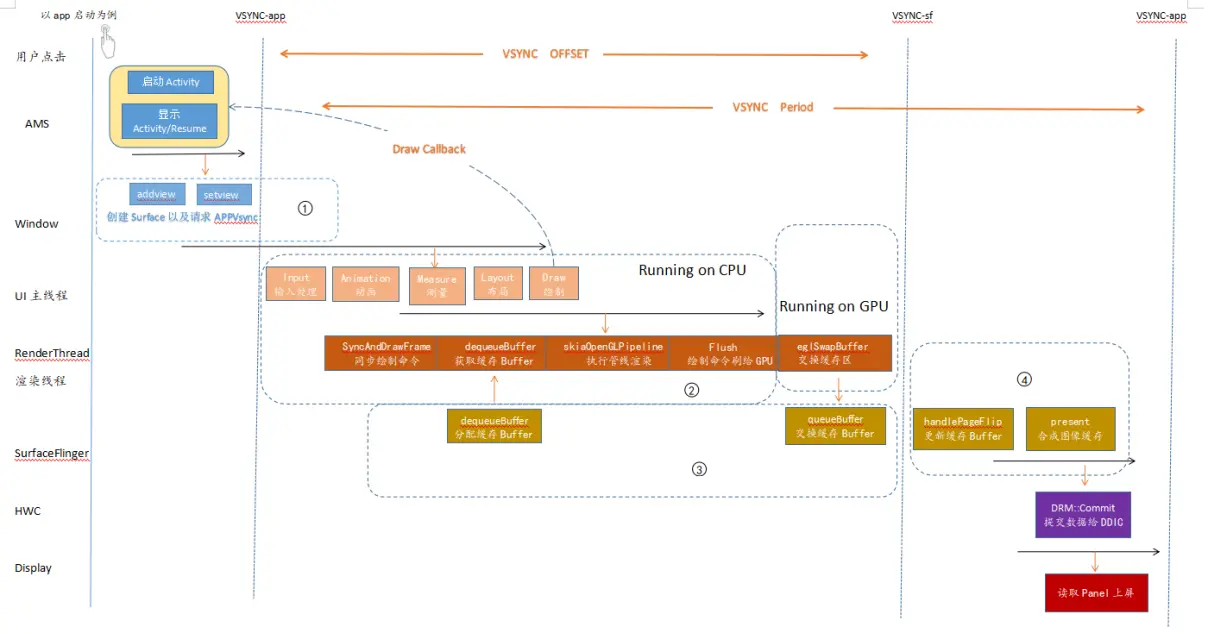 以 app 启动为例
VSYNC-app
VSYNC-sf
VSYNC-app
用户点击
VSYNC OFFSET
启动 Activity
VSYNC Period
显示
Activity/Resume
AMS
Draw Callback
addview
setview
创建 Surface 以及请求 APPVsync
①
Window
Running on CPU
Input
输入处理
Animation
动画
Measure
测量
Layout
布局
Draw
绘制
UI 主线程
Running on GPU
RenderThread
渲染线程
SyncAndDrawFrame
同步绘制命令
dequeueBuffer
获取缓存 Buffer
skiaOpenGLPipeline
执行管线渲染
Flush
绘制命令刷给 GPU
eglSwapBuffer
交换缓存区
②
④
dequeueBuffer
分配缓存 Buffer
queueBuffer
交换缓存 Buffer
handlePageFlip
更新缓存 Buffer
present
合成图像缓存
SurfaceFlinger
③
HWC
DRM::Commit
提交数据给 DDIC
Display
读取 Panel 上屏